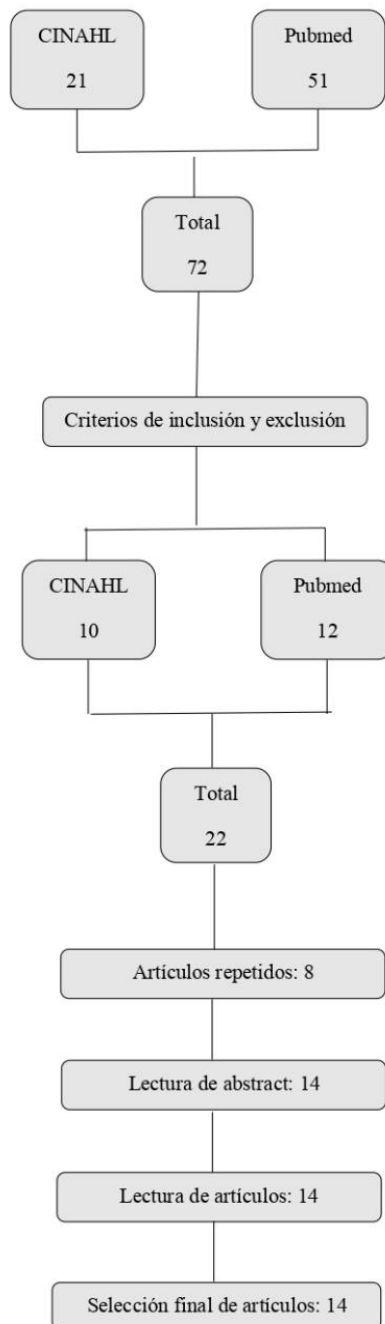 CINAHL
21
Pubmed
51
Total
72
Criterios de inclusión y exclusión
CINAHL
10
Pubmed
12
Total
22
Artículos repetidos: 8
Lectura de abstract: 14
Lectura de artículos: 14
Selección final de artículos: 14